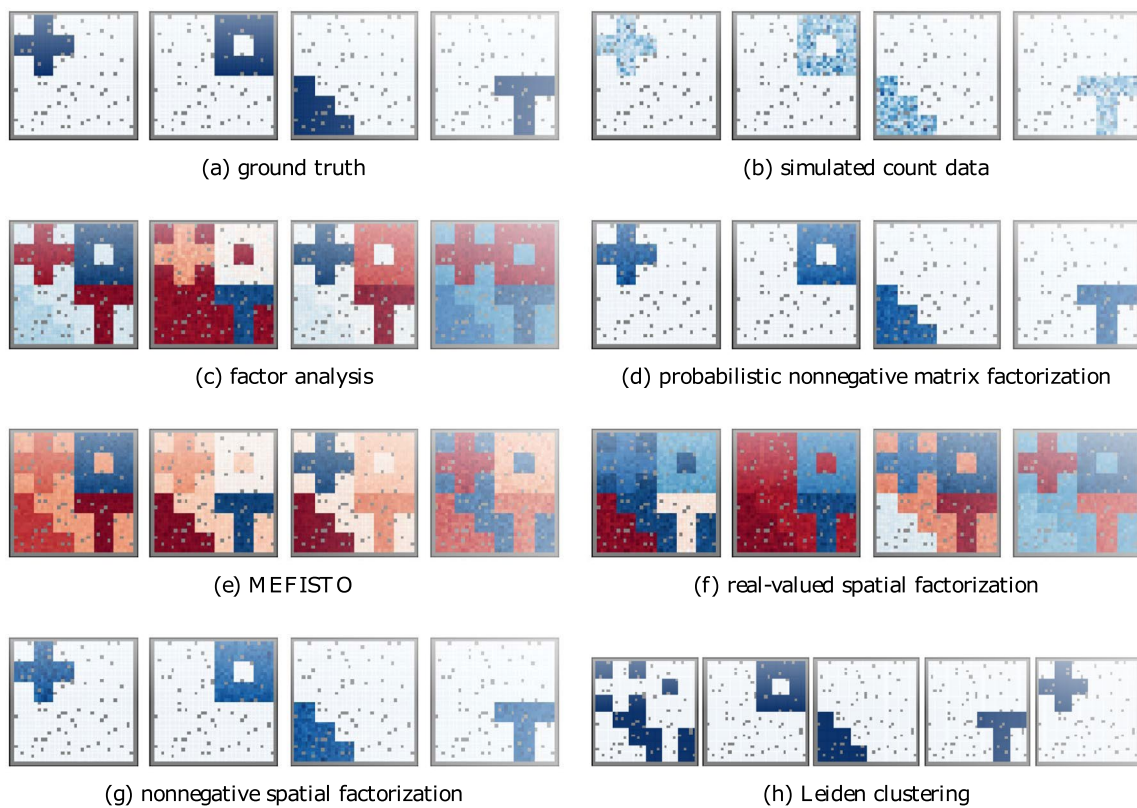 (a) ground truth
(b) simulated count data
(c) factor analysis
(d) probabilistic nonnegative matrix factorization
(e) MEFISTO
(f) real-valued spatial factorization
(g) nonnegative spatial factorization
(h) Leiden clustering